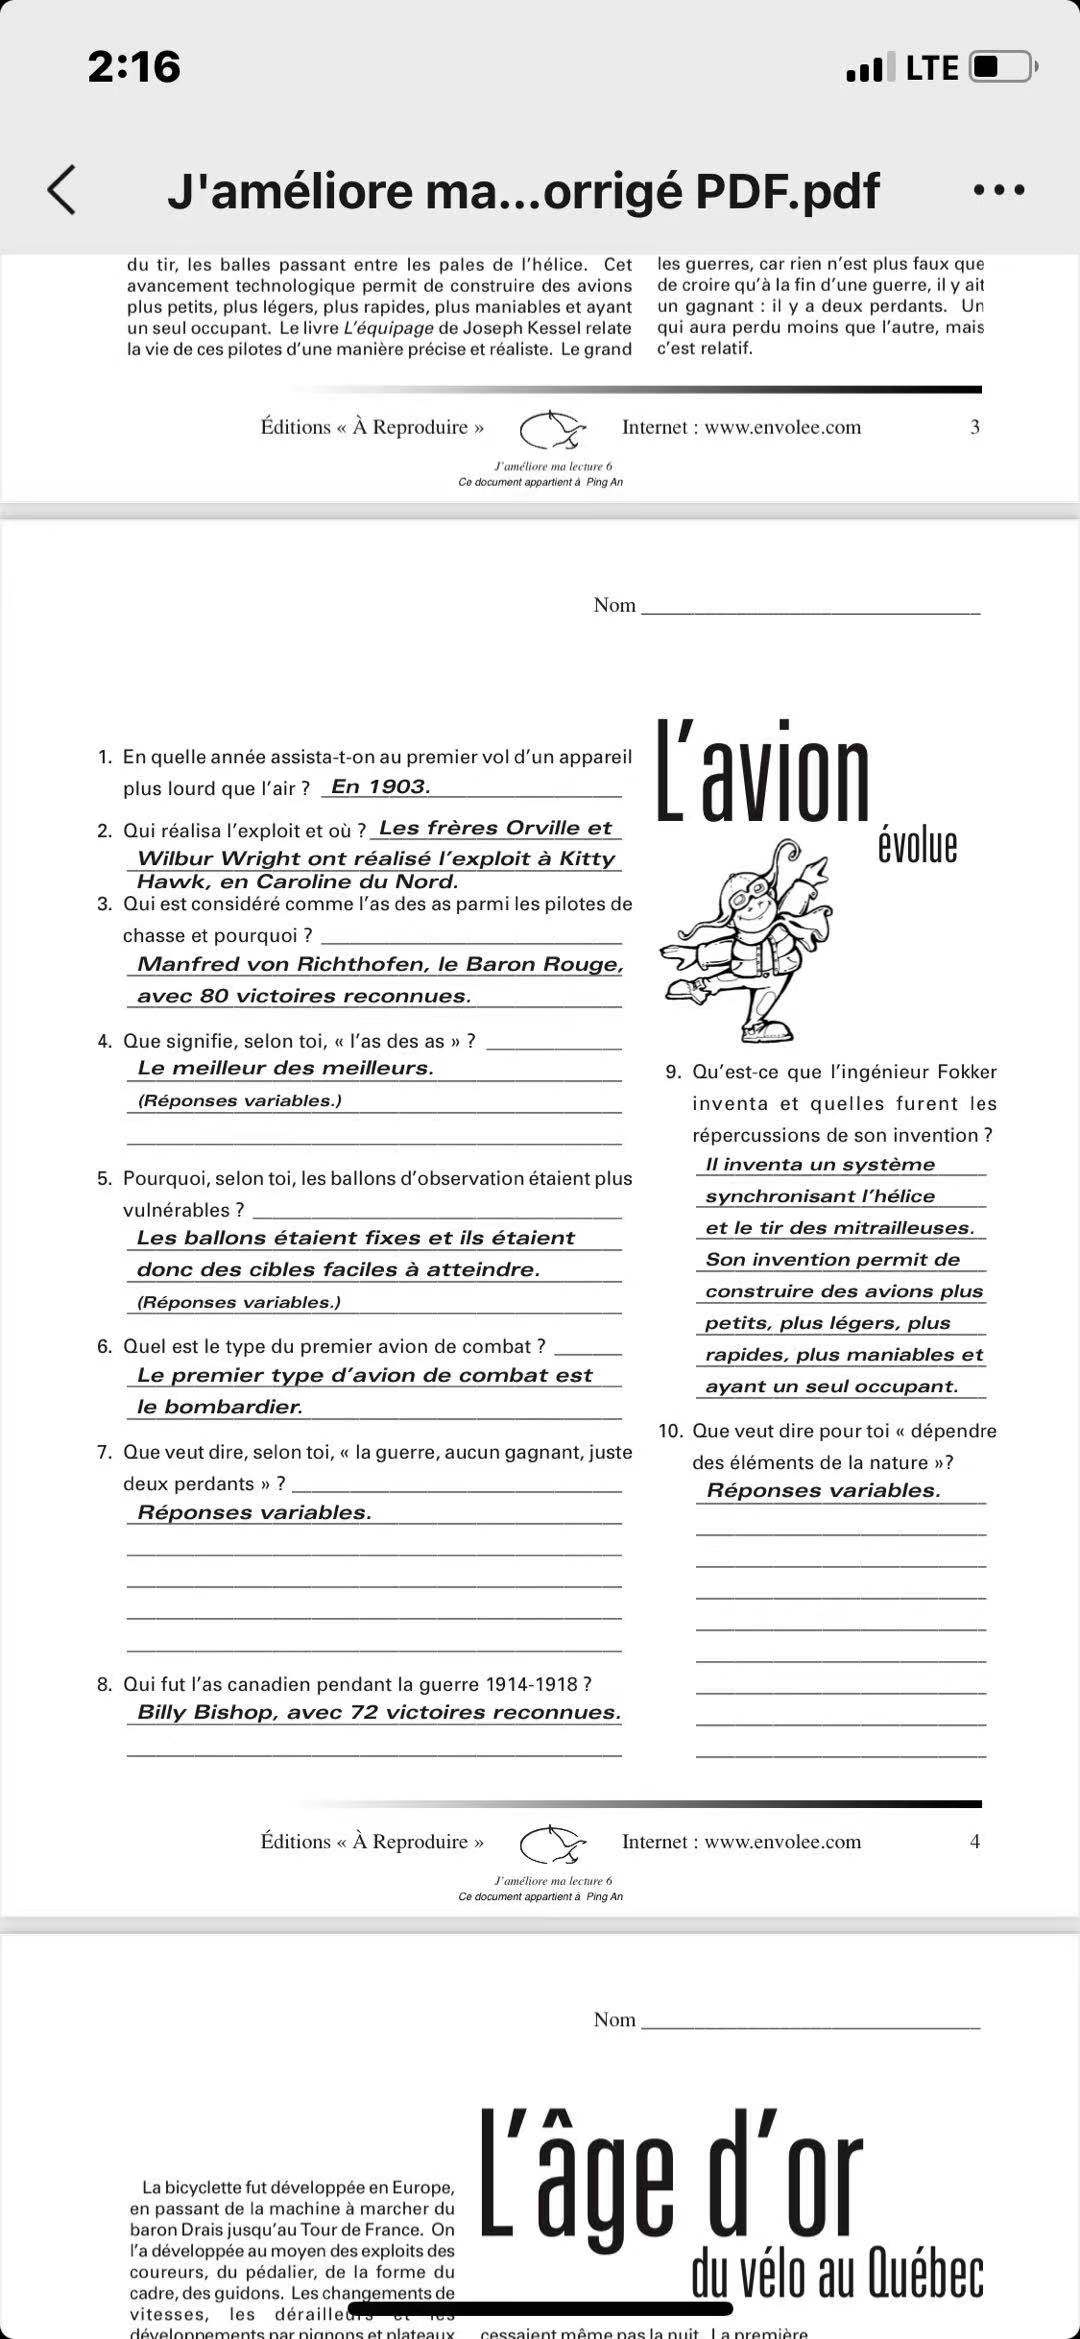 2:16
LTE
J'améliore ma...orrigé PDF.pdf
du tir, les balles passant entre les pales de l'hélice. Cet
avancement technologique permit de construire des avions
plus petits, plus légers, plus rapides, plus maniables et ayant
un seul occupant. Le livre L'équipage de Joseph Kessel relate
la vie de ces pilotes d'une manière précise et réaliste. Le grand
les guerres, car rien n'est plus faux que
de croire qu'à la fin d'une guerre, il y ait
un gagnant : il y a deux perdants. Un
qui aura perdu moins que l'autre, mais
c'est relatif.
Éditions « À Reproduire »
Internet : www.envolee.com
3
J'améliore ma lecture 6
Ce document appartient à Ping An
Nom
L'avion
évolue
1. En quelle année assista-t-on au premier vol d'un appareil
plus lourd que l'air ? En 1903.
2. Qui réalisa l'exploit et où ? Les frères Orville et
Wilbur Wright ont réalisé l'exploit à Kitty
Hawk, en Caroline du Nord.
3. Qui est considéré comme l'as des as parmi les pilotes de
chasse et pourquoi ?
Manfred von Richthofen, le Baron Rouge,
avec 80 victoires reconnues.
4. Que signifie, selon toi, « l'as des as » ?
Le meilleur des meilleurs.
(Réponses variables.)
5. Pourquoi, selon toi, les ballons d'observation étaient plus
vulnérables ?
Les ballons étaient fixes et ils étaient
donc des cibles faciles à atteindre.
(Réponses variables.)
6. Quel est le type du premier avion de combat ?
Le premier type d'avion de combat est
le bombardier.
7. Que veut dire, selon toi, « la guerre, aucun gagnant, juste
deux perdants » ?
Réponses variables.
8. Qui fut l'as canadien pendant la guerre 1914-1918 ?
Billy Bishop, avec 72 victoires reconnues.
9. Qu'est-ce que l'ingénieur Fokker
inventa et quelles furent les
répercussions de son invention ?
Il inventa un système
synchronisant l'hélice
et le tir des mitrailleuses.
Son invention permit de
construire des avions plus
petits, plus légers, plus
rapides, plus maniables et
ayant un seul occupant.
10. Que veut dire pour toi « dépendre
des éléments de la nature »?
Réponses variables.
Éditions « À Reproduire »
Internet : www.envolee.com
4
J'améliore ma lecture 6
Ce document appartient à Ping An
Nom
L'âge d'or
du vélo au Québec
La bicyclette fut développée en Europe,
en passant de la machine à marcher du
baron Drais jusqu'au Tour de France. On
l'a développée au moyen des exploits des
coureurs, du pédalier, de la forme du
cadre, des guidons. Les changements de
vitesses, les dérailleurs et les
développements par pignons et plateaux
cessaient même pas la nuit. La première